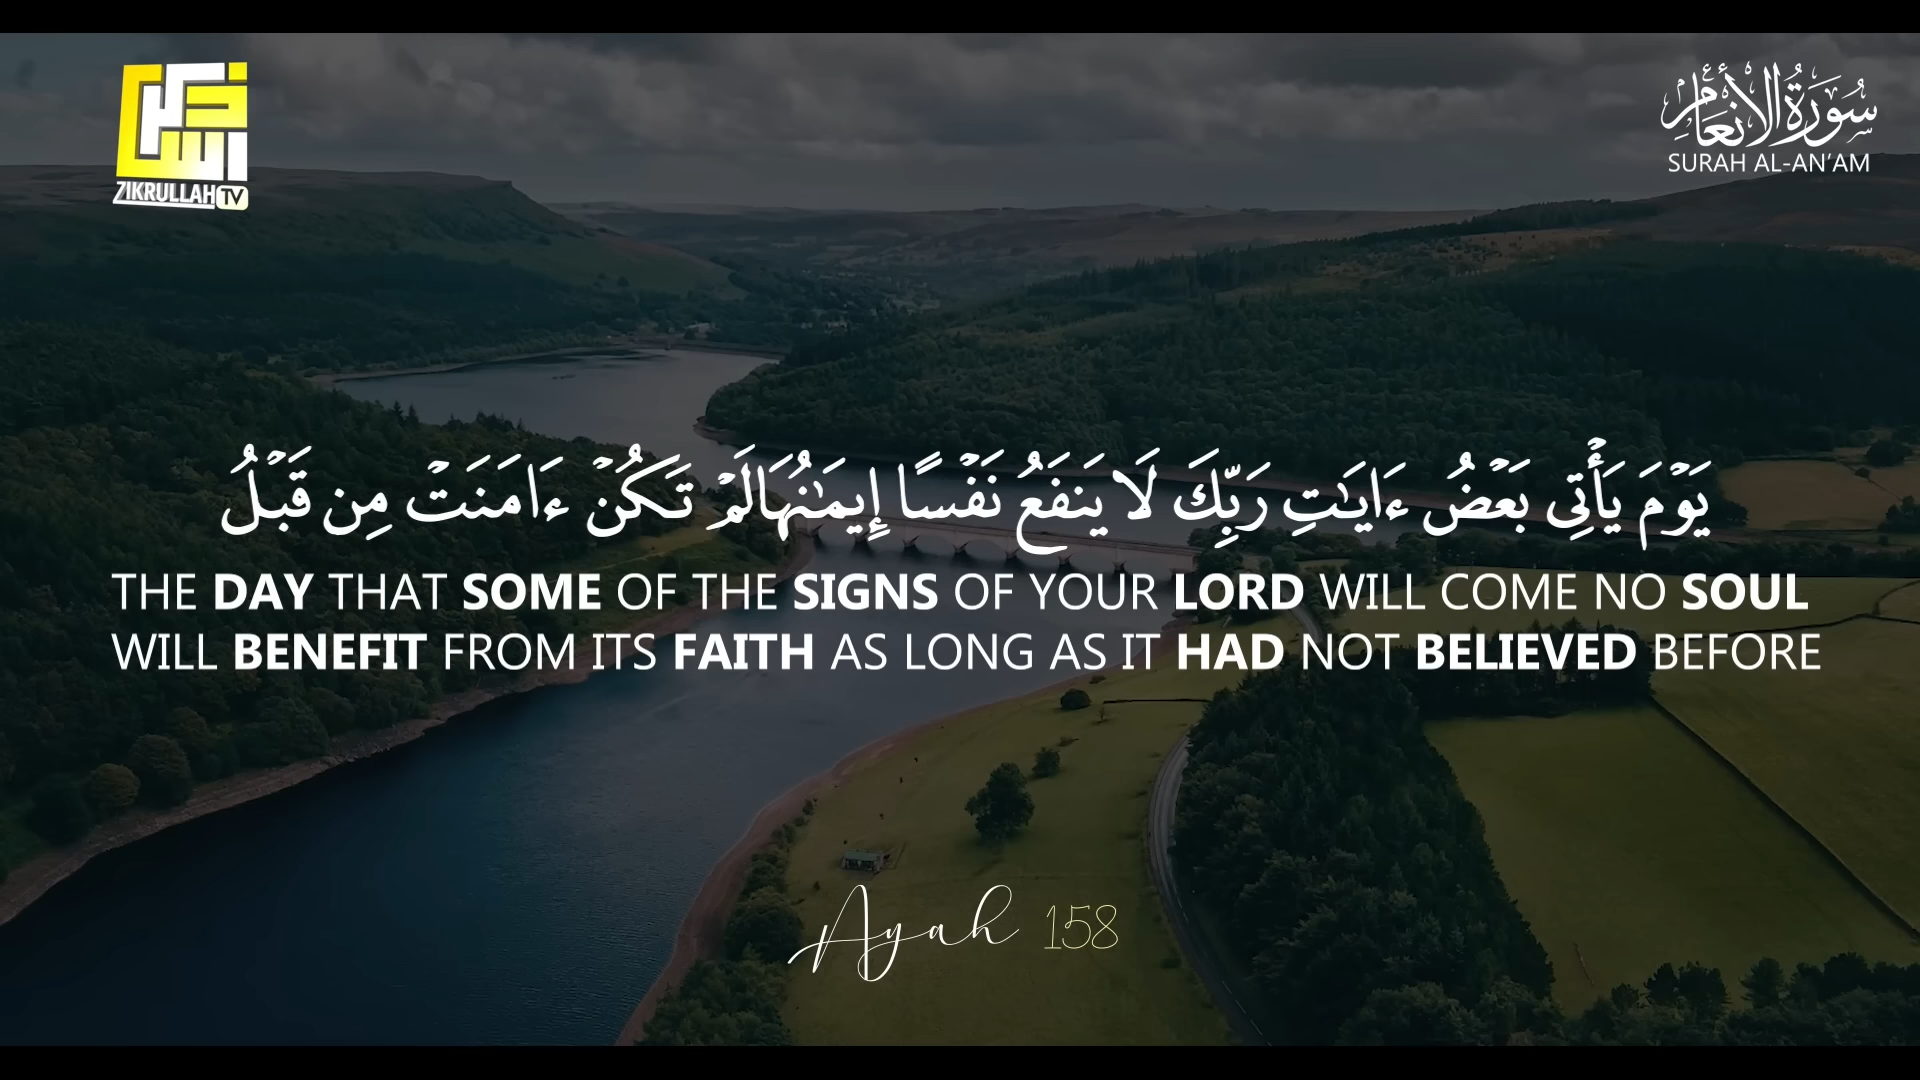 ذكر الله
ZIKRULLAH TV
سُورَةُ الأَنْعَامِ
SURAH AL-AN'AM
يَوْمَ يَأْتِى بَعْضُ ءَايَـٰتِ رَبِّكَ لَا يَنفَعُ نَفْسًا إِيمَـٰنُهَا لَمْ تَكُنْ ءَامَنَتْ مِن قَبْلُ
THE DAY THAT SOME OF THE SIGNS OF YOUR LORD WILL COME NO SOUL
WILL BENEFIT FROM ITS FAITH AS LONG AS IT HAD NOT BELIEVED BEFORE
Ayah 158